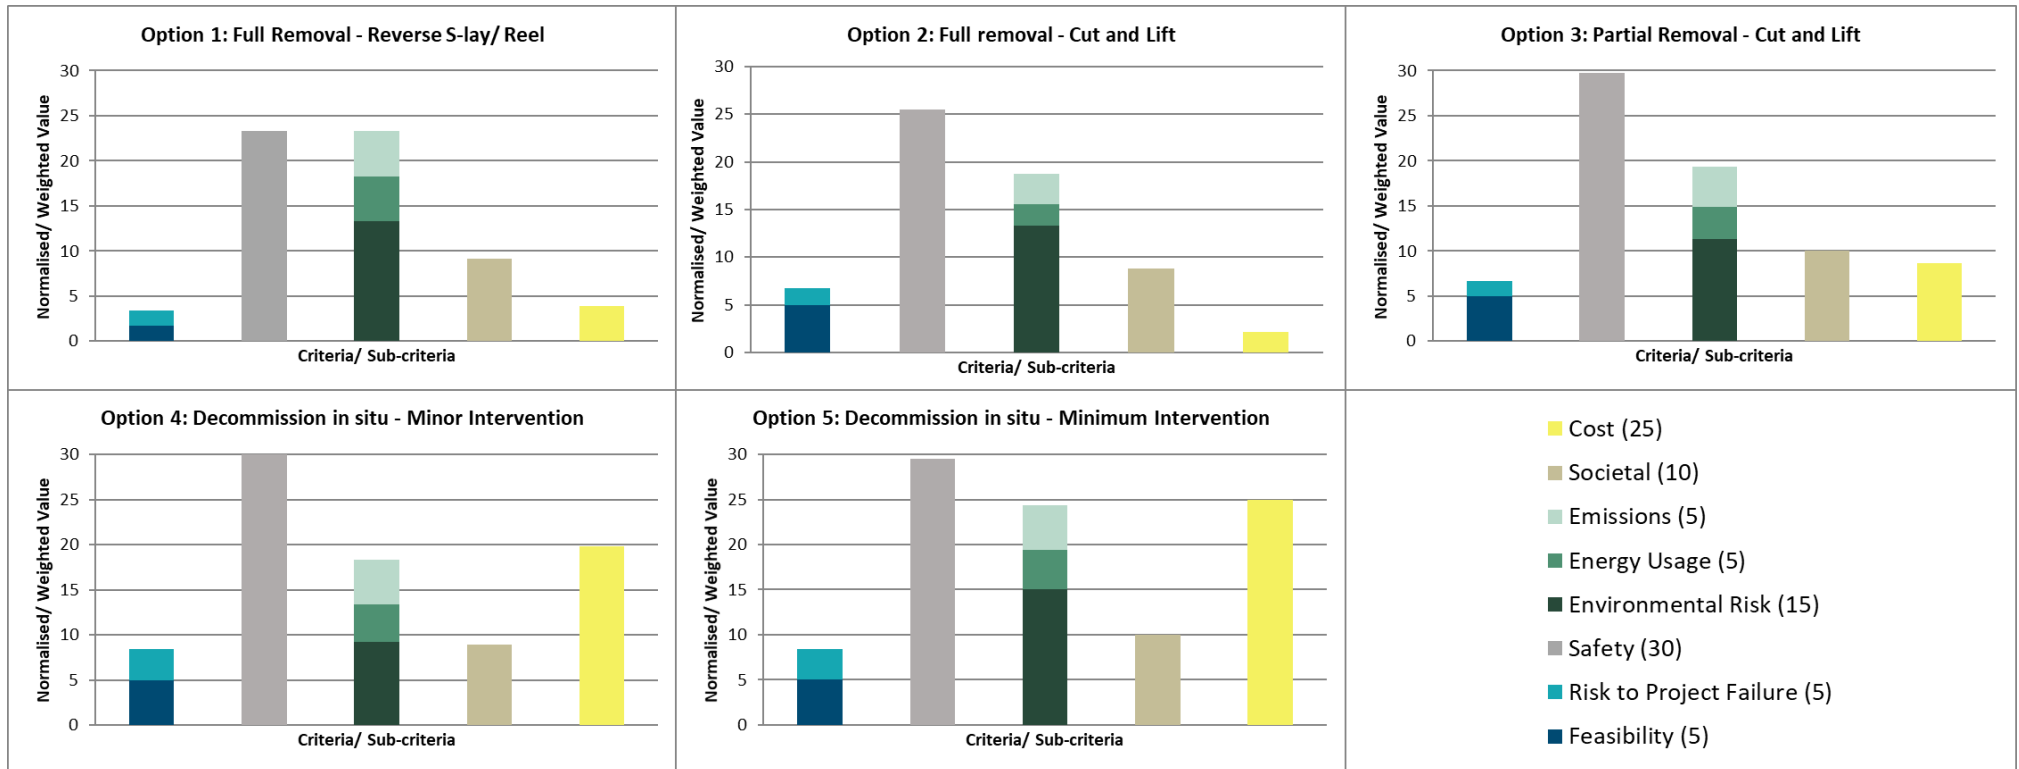 Option 1: Full Removal - Reverse S-lay/ Reel
Normalised/ Weighted Value
30
25
20
15
10
5
0
Criteria/ Sub-criteria
Option 2: Full removal - Cut and Lift
Normalised/ Weighted Value
30
25
20
15
10
5
0
Criteria/ Sub-criteria
Option 3: Partial Removal - Cut and Lift
Normalised/ Weighted Value
30
25
20
15
10
5
0
Criteria/ Sub-criteria
Option 4: Decommission in situ - Minor Intervention
Normalised/ Weighted Value
30
25
20
15
10
5
0
Criteria/ Sub-criteria
Option 5: Decommission in situ - Minimum Intervention
Normalised/ Weighted Value
30
25
20
15
10
5
0
Criteria/ Sub-criteria
Cost (25)
Societal (10)
Emissions (5)
Energy Usage (5)
Environmental Risk (15)
Safety (30)
Risk to Project Failure (5)
Feasibility (5)